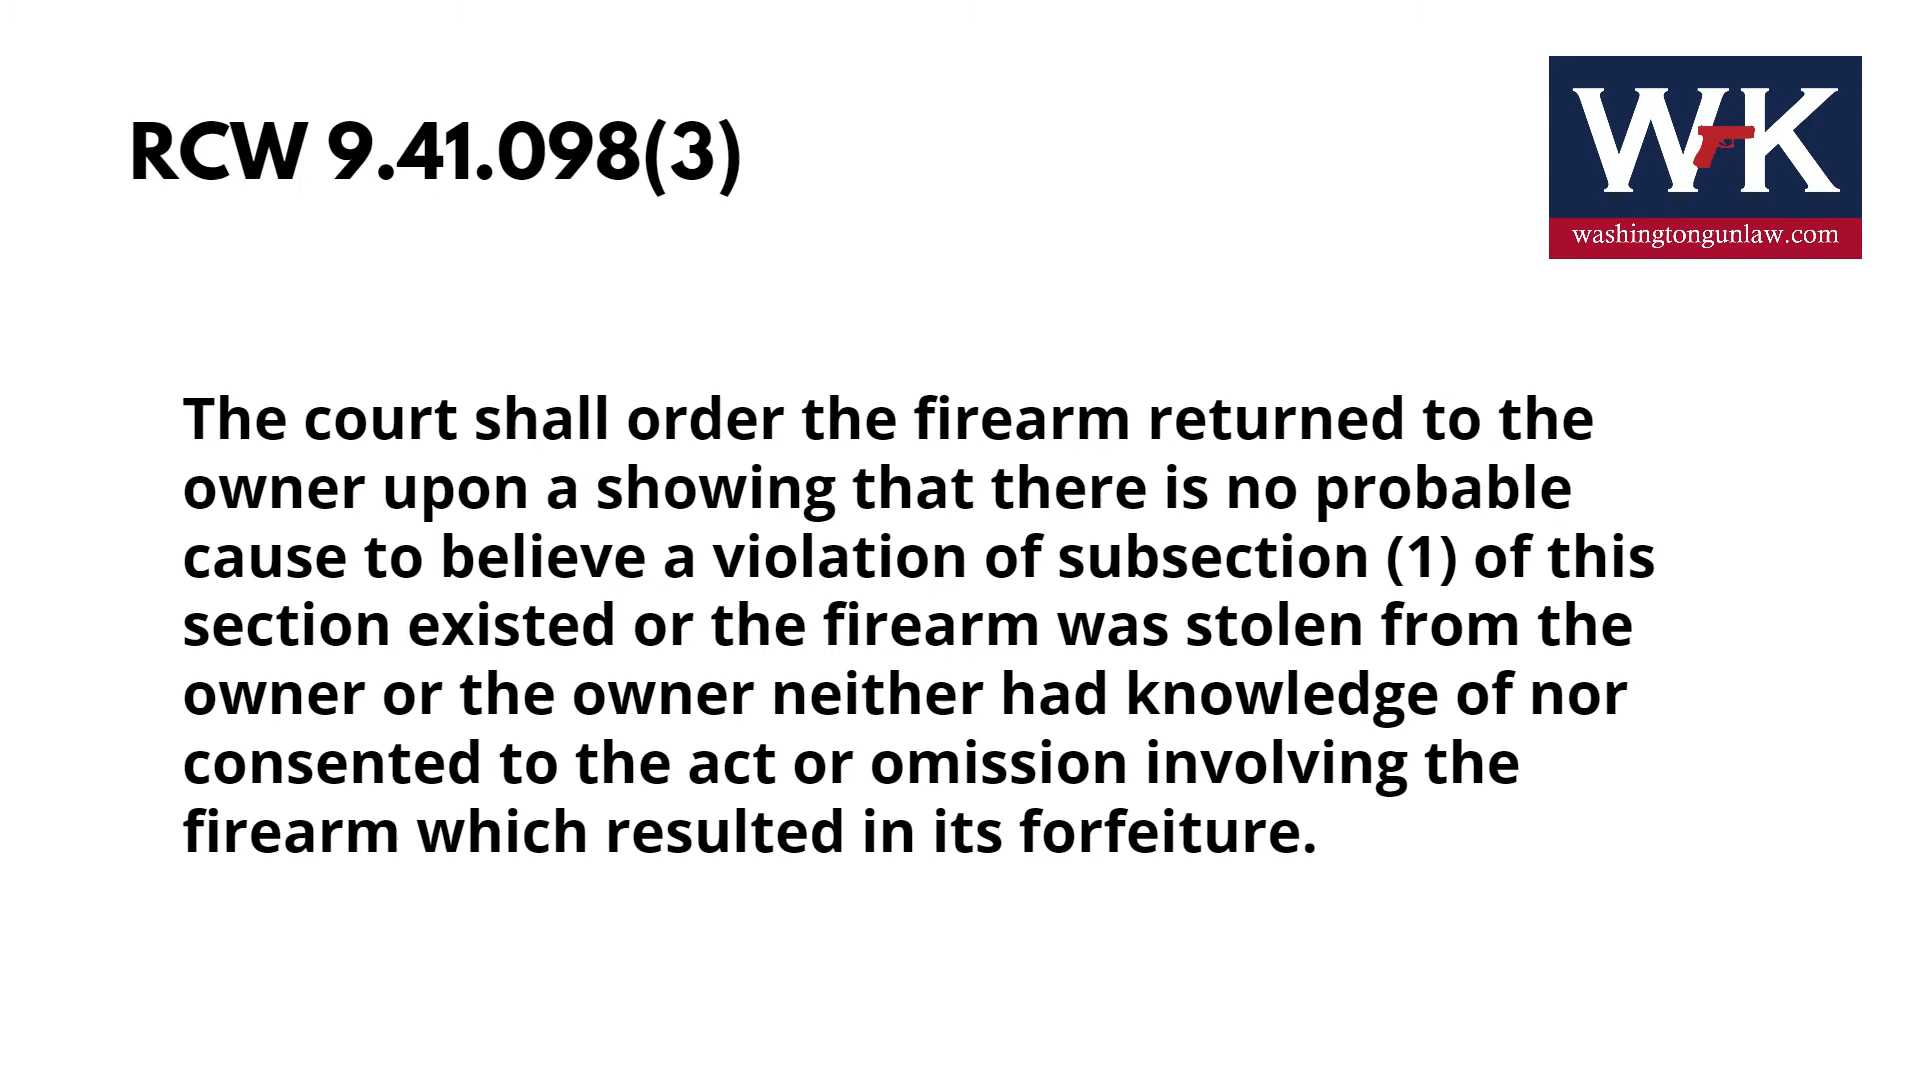 RCW 9.41.098(3)
WK
washingtongunlaw.com
The court shall order the firearm returned to the
owner upon a showing that there is no probable
cause to believe a violation of subsection (1) of this
section existed or the firearm was stolen from the
owner or the owner neither had knowledge of nor
consented to the act or omission involving the
firearm which resulted in its forfeiture.